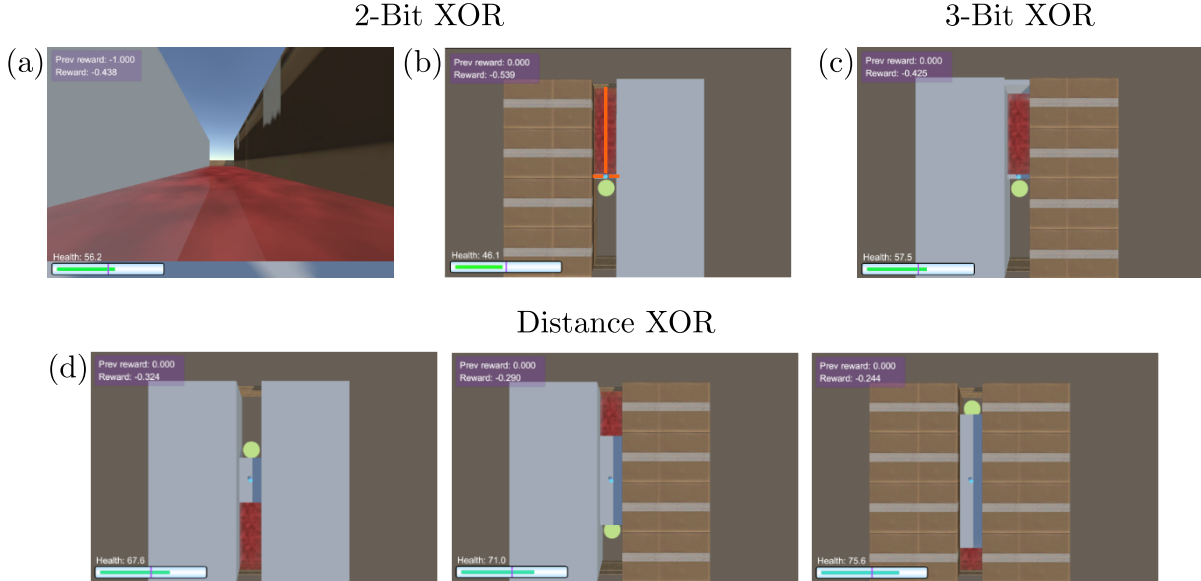 2-Bit XOR
3-Bit XOR
(a)
Prev reward: -1.000
Reward: -0.438
Health: 56.2
(b)
Prev reward: 0.000
Reward: -0.539
Health: 46.1
(c)
Prev reward: 0.000
Reward: -0.425
Health: 57.5
Distance XOR
(d)
Prev reward: 0.000
Reward: -0.324
Health: 67.6
Prev reward: 0.000
Reward: -0.290
Health: 71.0
Prev reward: 0.000
Reward: -0.244
Health: 75.6